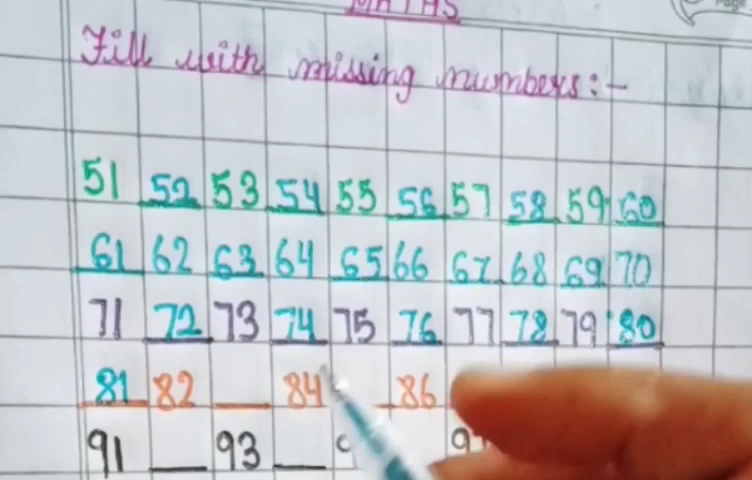 MATHS
Fill with missing numbers:-
51 52 53 54 55 56 57 58 59 60
61 62 63 64 65 66 67 68 69 70
71 72 73 74 75 76 77 78 79 80
81 82 __ 84 __ 86
91 __ 93 __